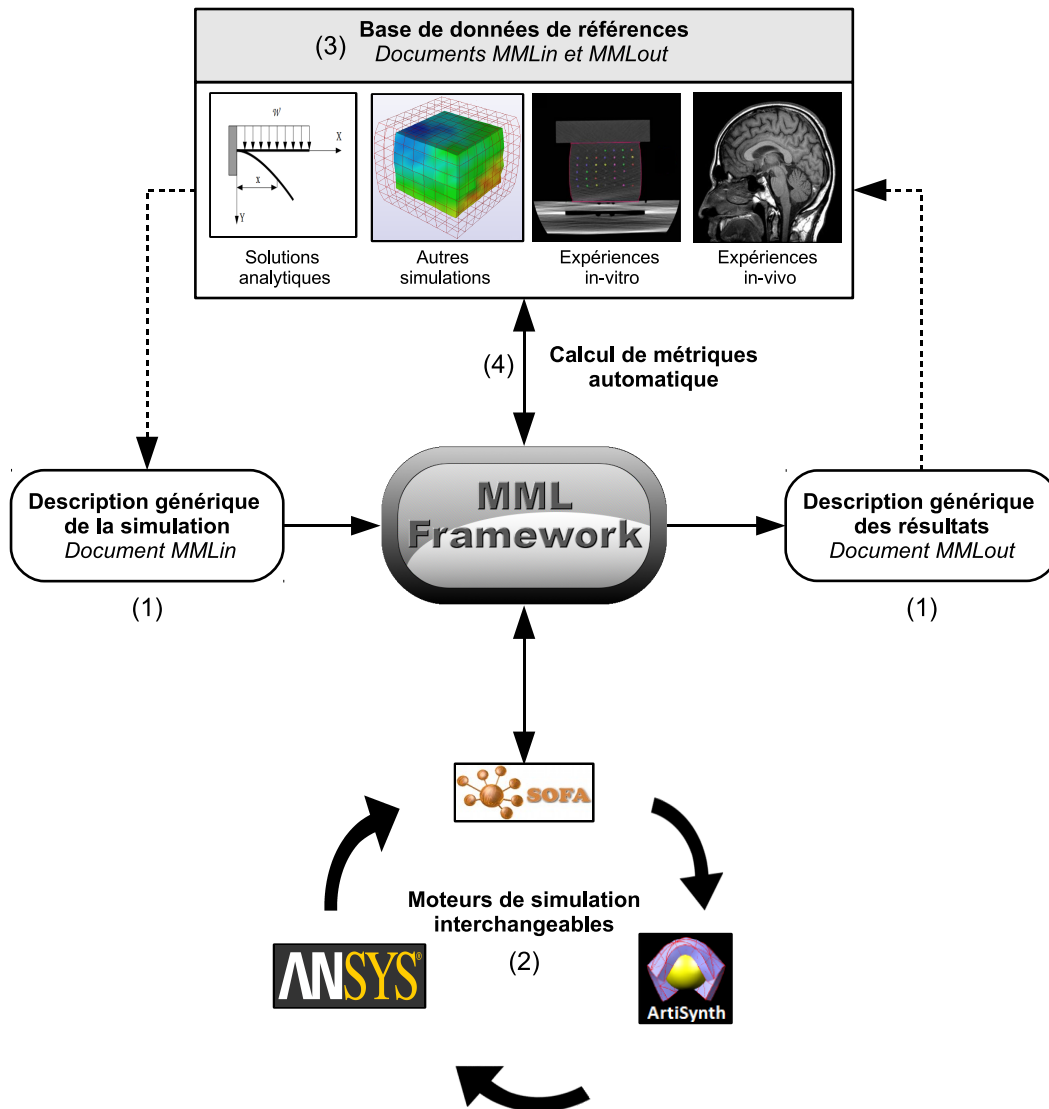 Base de données de références
(3)
Documents MMLin et MMLout
W
X
x
Y
Solutions
analytiques
Autres
simulations
Expériences
in-vitro
Expériences
in-vivo
(4)
Calcul de métriques
automatique
Description générique
de la simulation
Document MMLin
(1)
MML
Framework
Description générique
des résultats
Document MMLout
(1)
SOFA
Moteurs de simulation
interchangeables
(2)
ANSYS®
ArtiSynth